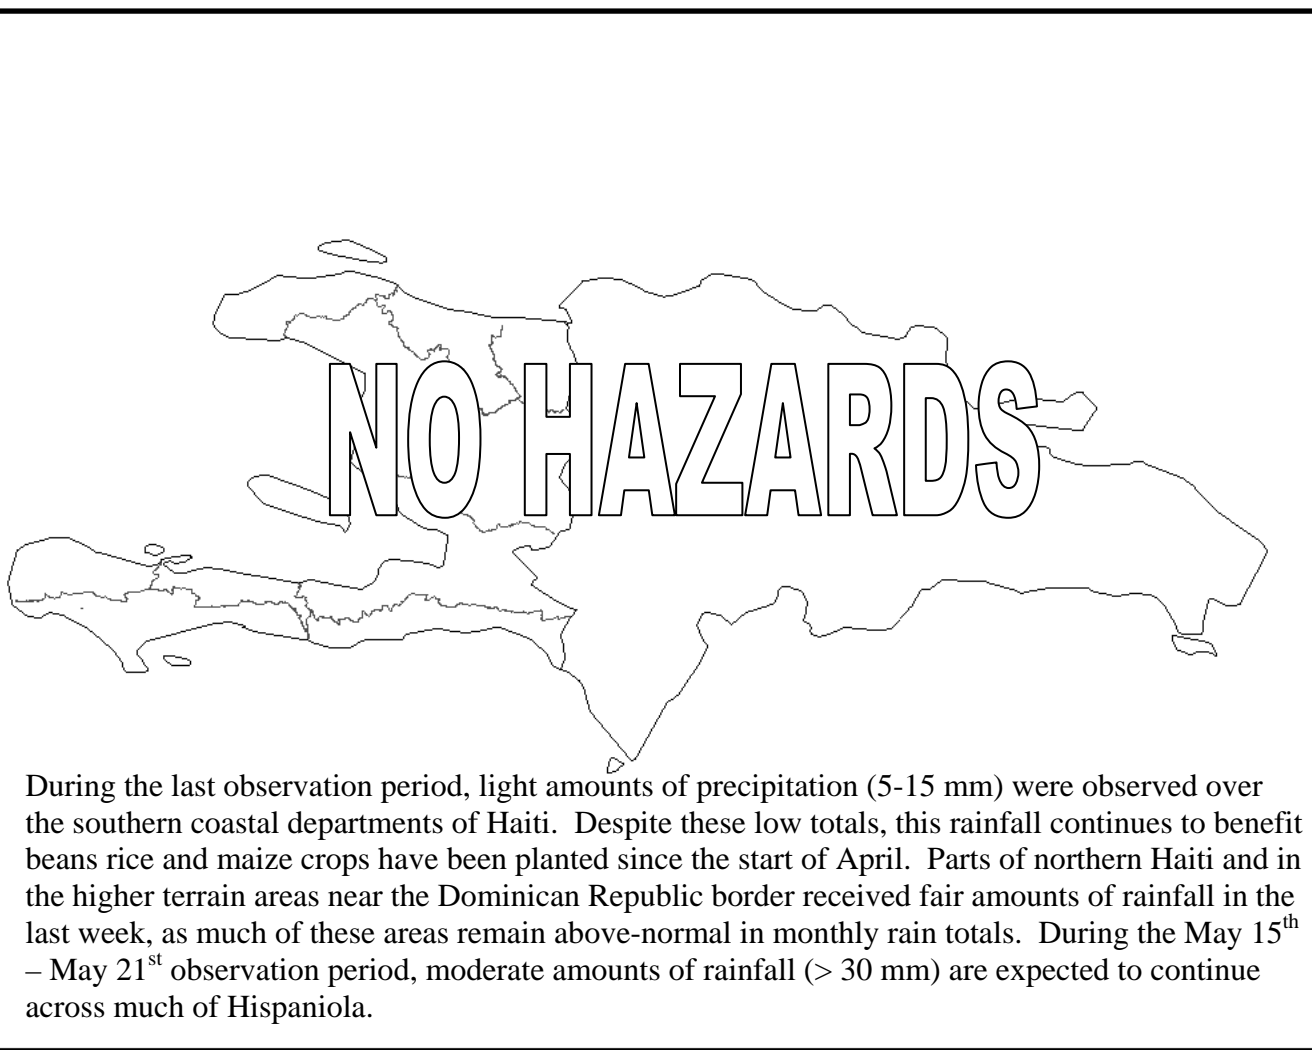 NO HAZARDS
During the last observation period, light amounts of precipitation (5-15 mm) were observed over
the southern coastal departments of Haiti.  Despite these low totals, this rainfall continues to benefit
beans rice and maize crops have been planted since the start of April.  Parts of northern Haiti and in
the higher terrain areas near the Dominican Republic border received fair amounts of rainfall in the
last week, as much of these areas remain above-normal in monthly rain totals.  During the May 15th
– May 21st observation period, moderate amounts of rainfall (> 30 mm) are expected to continue
across much of Hispaniola.